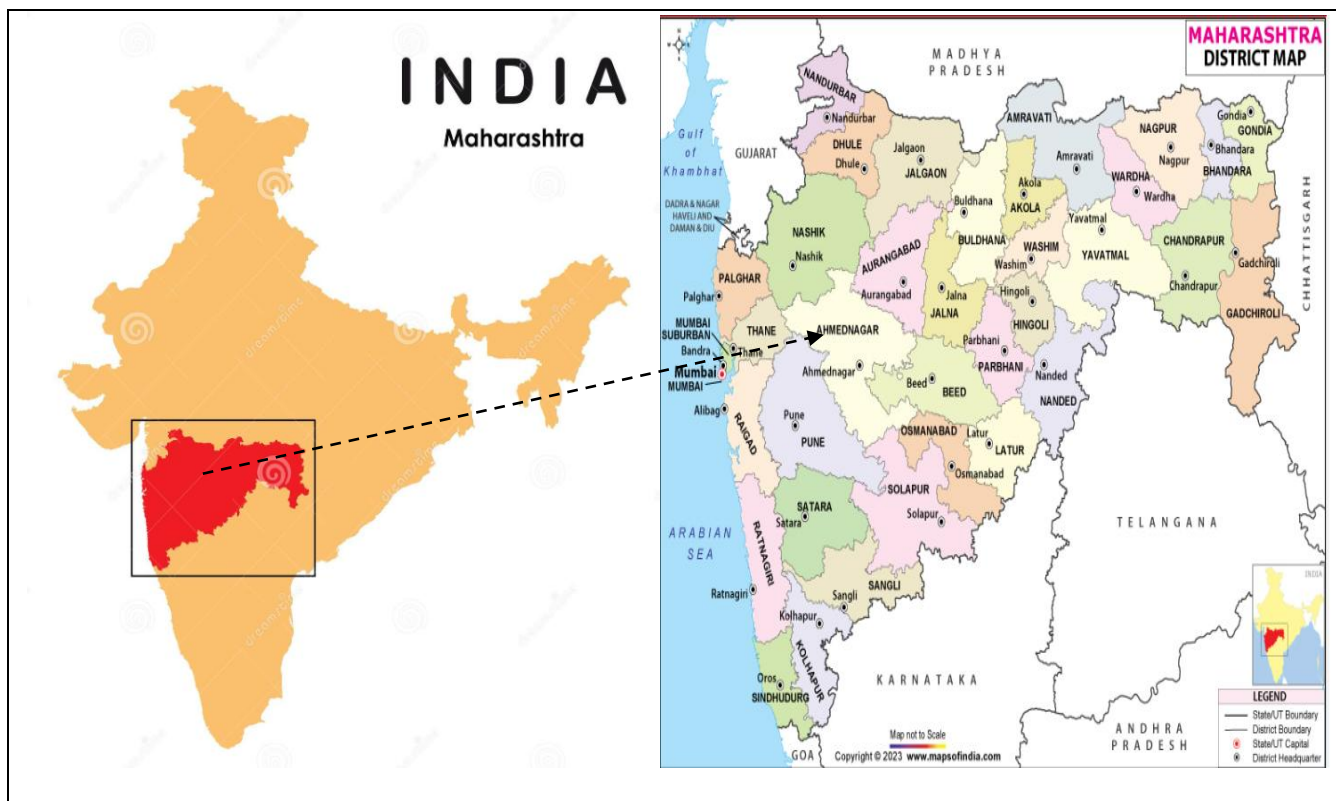 INDIA
Maharashtra
dreamstime
MAHARASHTRA
DISTRICT MAP
MADHYA
PRADESH
NANDURBAR
Nandurbar
Gulf
of
Khambhat
GUJARAT
DHULE
Dhule
Jalgaon
JALGAON
AMRAVATI
Amravati
NAGPUR
Nagpur
Gondia
GONDIA
Bhandara
BHANDARA
WARDHA
Wardha
Akola
AKOLA
Buldhana
BULDHANA
DADRA & NAGAR
HAVELI AND
DAMAN & DIU
NASHIK
Nashik
AURANGABAD
Aurangabad
Jalna
JALNA
WASHIM
Washim
Yavatmal
YAVATMAL
CHANDRAPUR
Chandrapur
Gadchiroli
GADCHIROLI
CHHATTISGARH
PALGHAR
Palghar
Hingoli
HINGOLI
MUMBAI
SUBURBAN
THANE
Thane
Bandra
Mumbai
MUMBAI
AHMEDNAGAR
Ahmednagar
Parbhani
PARBHANI
Nanded
NANDED
Beed
BEED
Alibag
RAIGAD
Pune
PUNE
OSMANABAD
Osmanabad
Latur
LATUR
SOLAPUR
Solapur
SATARA
Satara
ARABIAN
SEA
RATNAGIRI
Ratnagiri
SANGLI
Sangli
Kolhapur
KOLHAPUR
Oros
SINDHUDURG
TELANGANA
KARNATAKA
ANDHRA
PRADESH
GOA
INDIA
Map not to Scale
Copyright © 2023 www.mapsofindia.com
LEGEND
State/UT Boundary
District Boundary
State/UT Capital
District Headquarter